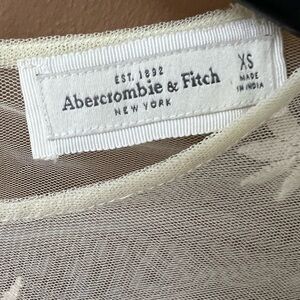 EST. 1892
Abercrombie & Fitch
NEW YORK
XS
MADE
IN INDIA